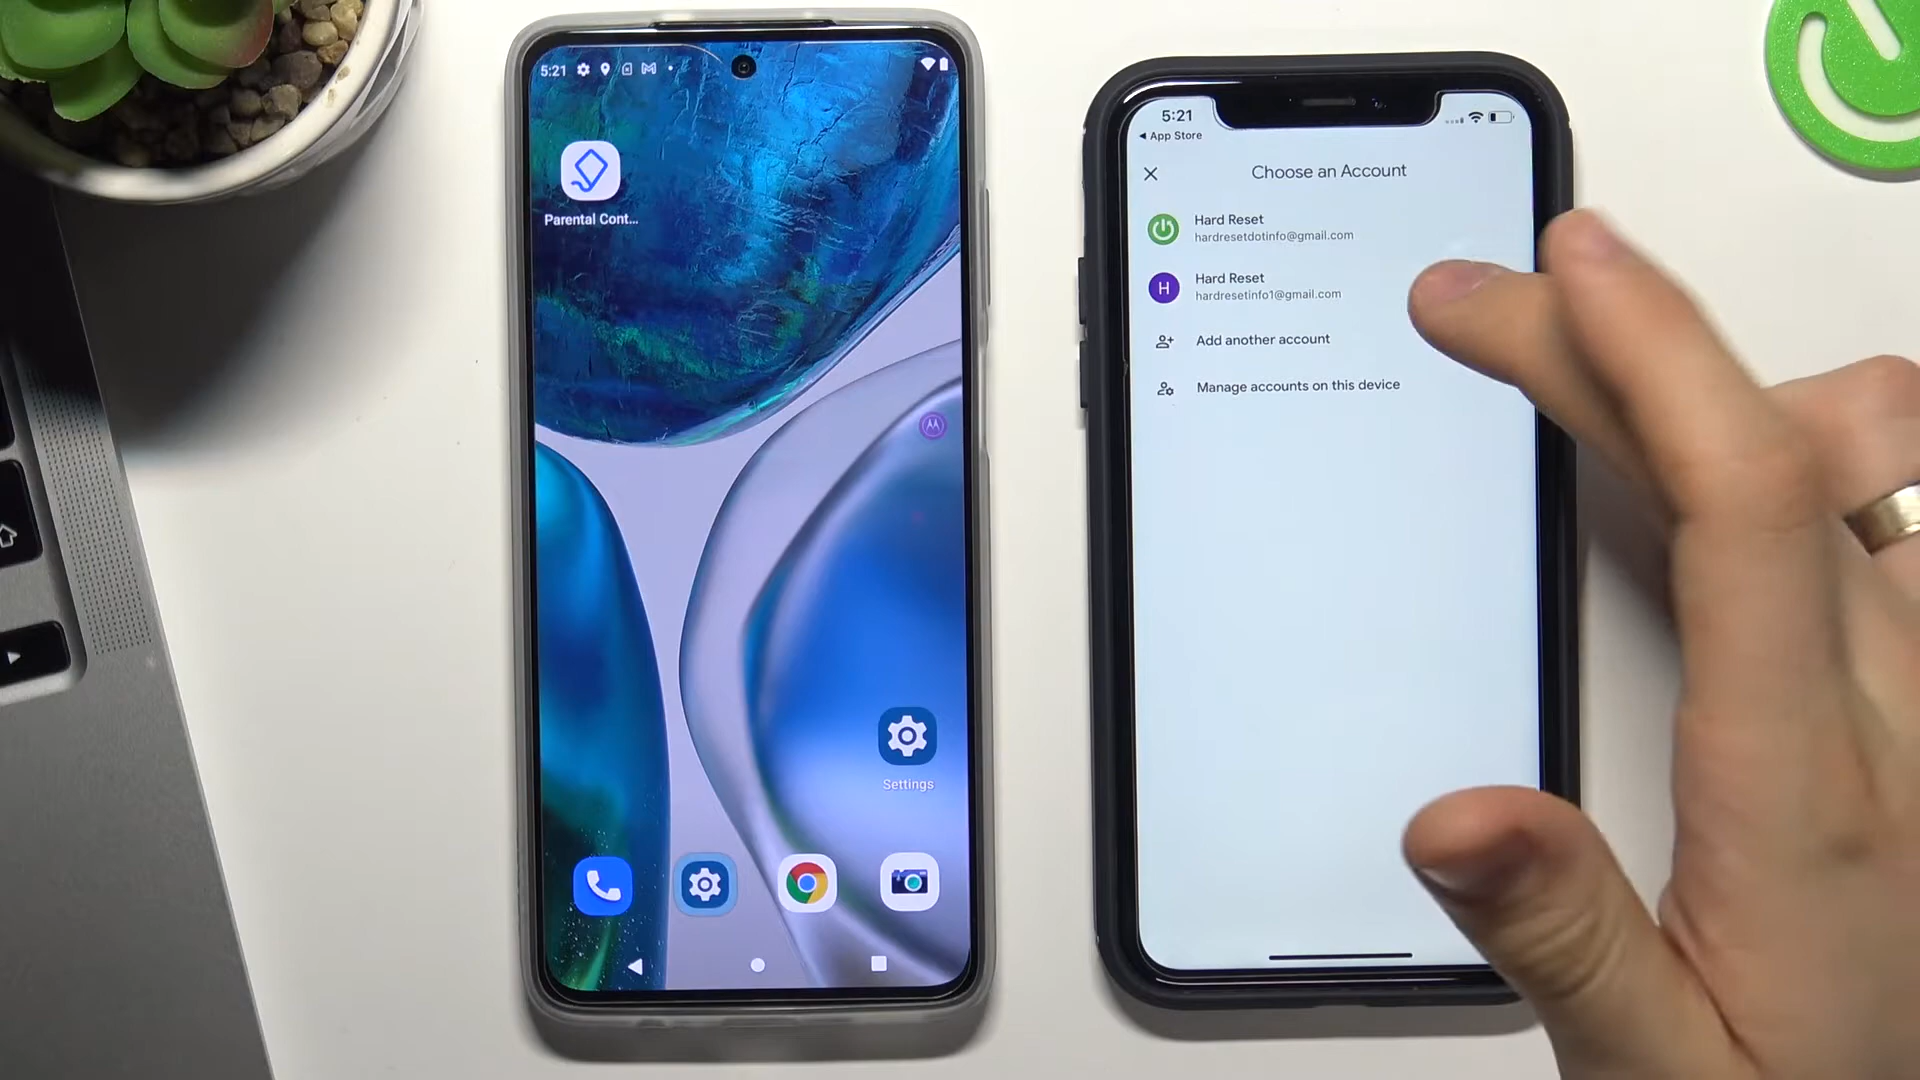 5:21
Parental Cont...
Settings
5:21
App Store
Choose an Account
Hard Reset
hardresetdotinfo@gmail.com
H
Hard Reset
hardresetinfo1@gmail.com
Add another account
Manage accounts on this device